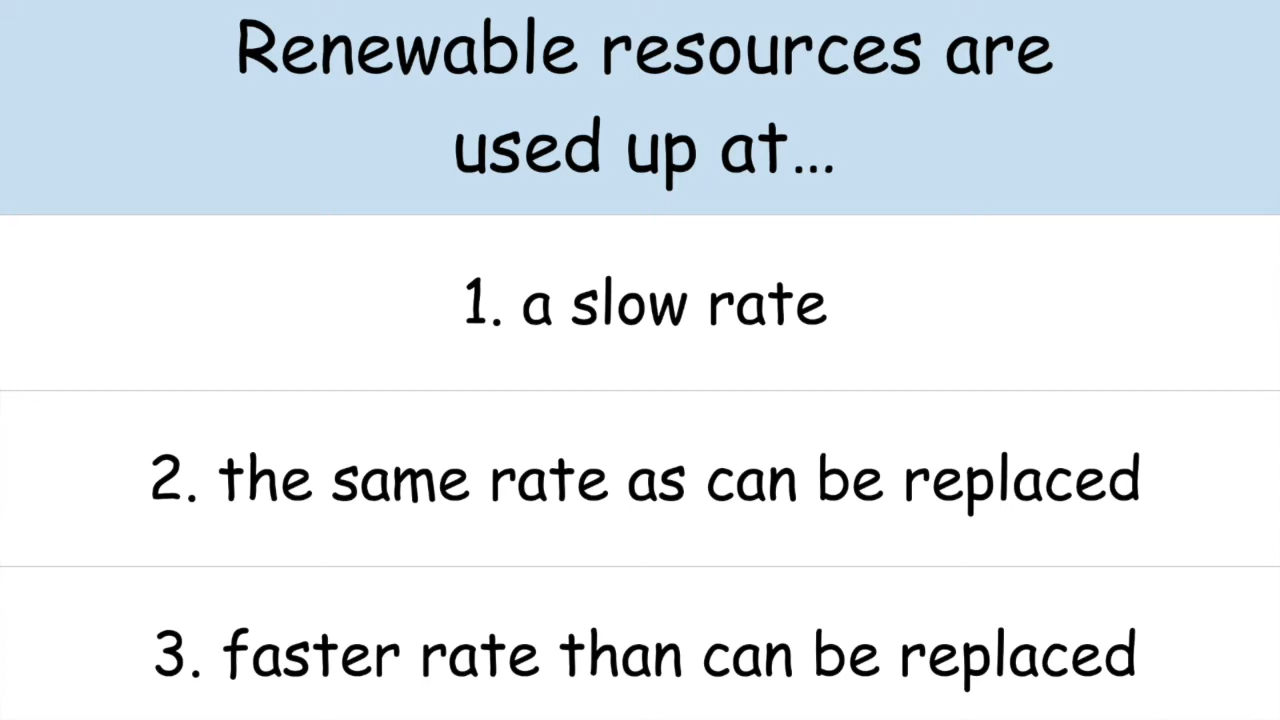 Renewable resources are
used up at...
1. a slow rate
2. the same rate as can be replaced
3. faster rate than can be replaced